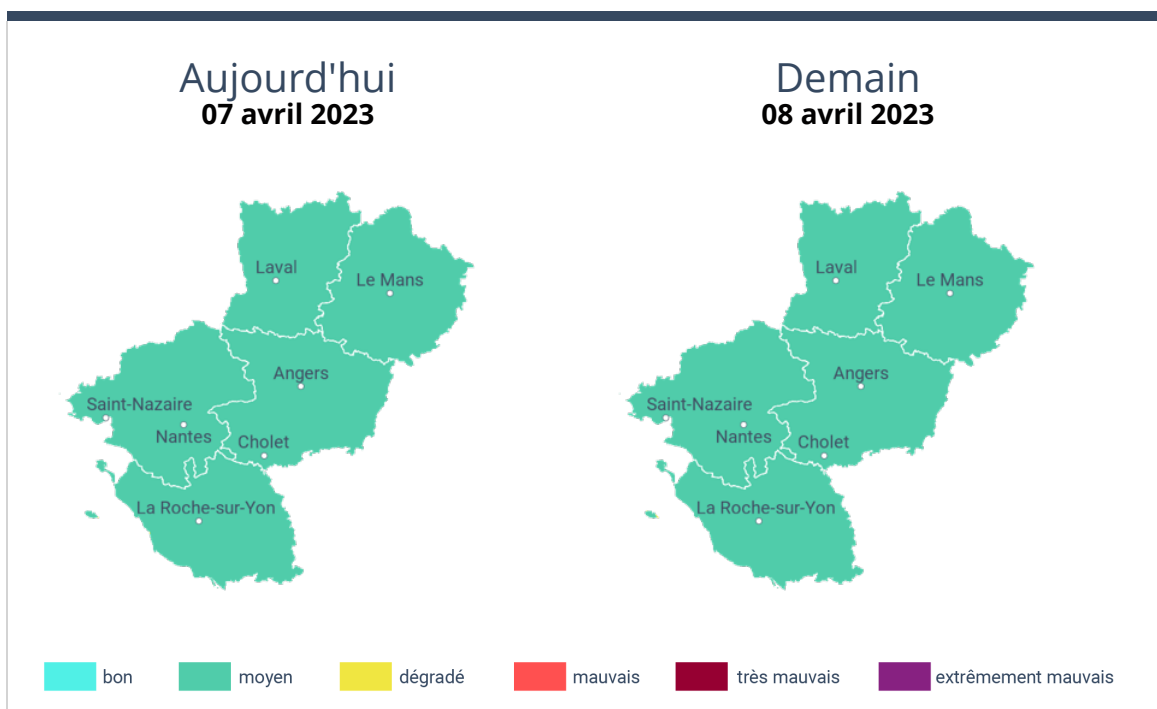 Aujourd'hui
07 avril 2023
Laval
Le Mans
Angers
Saint-Nazaire
Nantes
Cholet
La Roche-sur-Yon
Demain
08 avril 2023
Laval
Le Mans
Angers
Saint-Nazaire
Nantes
Cholet
La Roche-sur-Yon
bon
moyen
dégradé
mauvais
très mauvais
extrêmement mauvais